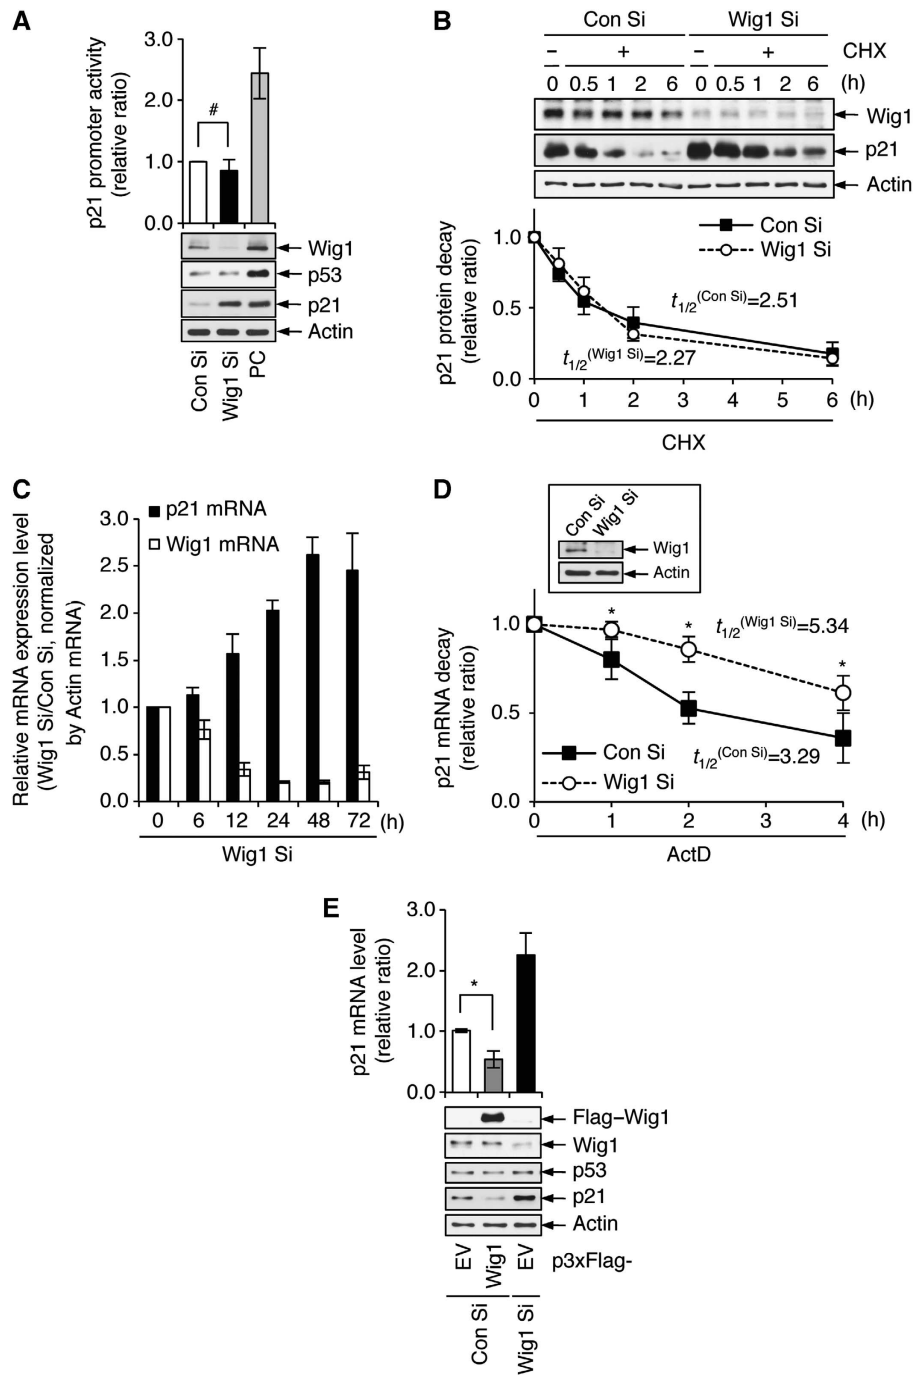 A
p21 promoter activity
(relative ratio)
3.0
2.0
1.0
0.0
#
Wig1
p53
p21
Actin
Con Si
Wig1 Si
PC
B
Con Si Wig1 Si
− + − + CHX
0 0.5 1 2 6 0 0.5 1 2 6 (h)
Wig1
p21
Actin
p21 protein decay
(relative ratio)
1.0
0.5
0.0
Con Si
Wig1 Si
t1/2(Con Si)=2.51
t1/2(Wig1 Si)=2.27
0 1 2 3 4 5 6 (h)
CHX
C
Relative mRNA expression level
(Wig1 Si/Con Si, normalized
by Actin mRNA)
p21 mRNA
Wig1 mRNA
3.0
2.5
2.0
1.5
1.0
0.5
0.0
0 6 12 24 48 72 (h)
Wig1 Si
D
Con Si
Wig1 Si
Wig1
Actin
p21 mRNA decay
(relative ratio)
1.0
0.5
0.0
*
*
*
t1/2(Wig1 Si)=5.34
t1/2(Con Si)=3.29
Con Si
Wig1 Si
0 1 2 3 4 (h)
ActD
E
p21 mRNA level
(relative ratio)
3.0
2.0
1.0
0.0
*
Flag–Wig1
Wig1
p53
p21
Actin
EV
Wig1
EV
p3xFlag-
Con Si
Wig1 Si